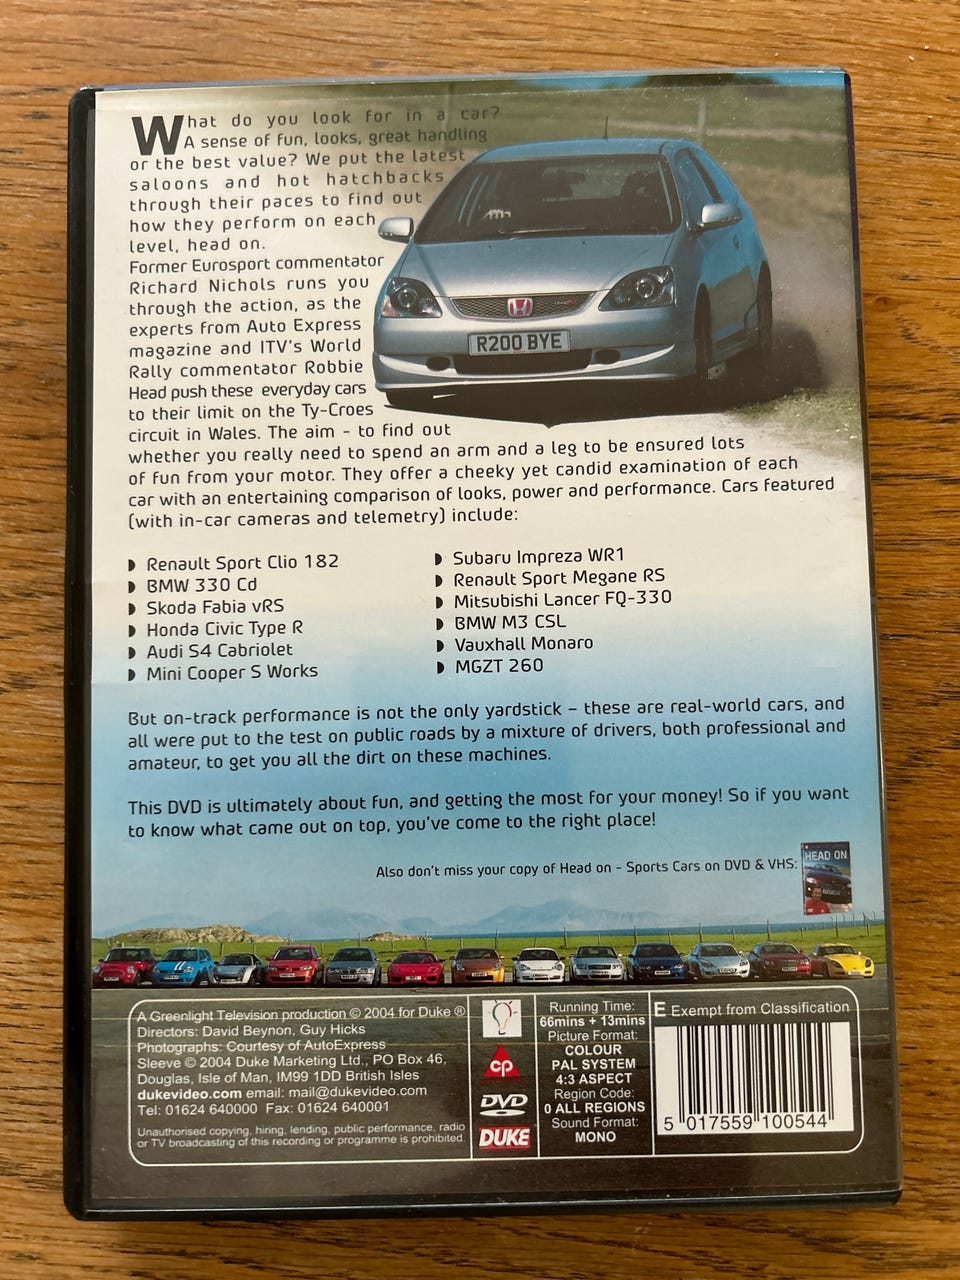 What do you look for in a car?
A sense of fun, looks, great handling
or the best value? We put the latest
saloons and hot hatchbacks
through their paces to find out
how they perform on each
level, head on.
Former Eurosport commentator
Richard Nichols runs you
through the action, as the
experts from Auto Express
magazine and ITV's World
Rally commentator Robbie
Head push these everyday cars
to their limit on the Ty-Croes
circuit in Wales. The aim - to find out
whether you really need to spend an arm and a leg to be ensured lots
of fun from your motor. They offer a cheeky yet candid examination of each
car with an entertaining comparison of looks, power and performance. Cars featured
(with in-car cameras and telemetry) include:
R200 BYE
Renault Sport Clio 182
BMW 330 Cd
Skoda Fabia vRS
Honda Civic Type R
Audi S4 Cabriolet
Mini Cooper S Works
Subaru Impreza WR1
Renault Sport Megane RS
Mitsubishi Lancer FQ-330
BMW M3 CSL
Vauxhall Monaro
MGZT 260
But on-track performance is not the only yardstick – these are real-world cars, and
all were put to the test on public roads by a mixture of drivers, both professional and
amateur, to get you all the dirt on these machines.
This DVD is ultimately about fun, and getting the most for your money! So if you want
to know what came out on top, you've come to the right place!
Also don't miss your copy of Head on - Sports Cars on DVD & VHS:
HEAD ON
A Greenlight Television production © 2004 for Duke ®
Directors: David Beynon, Guy Hicks
Photographs: Courtesy of AutoExpress
Sleeve © 2004 Duke Marketing Ltd., PO Box 46,
Douglas, Isle of Man, IM99 1DD British Isles
dukevideo.com email: mail@dukevideo.com
Tel: 01624 640000 Fax: 01624 640001
Unauthorised copying, hiring, lending, public performance, radio
or TV broadcasting of this recording or programme is prohibited.
cp
DVD
VIDEO
DUKE
Running Time:
66mins + 13mins
Picture Format:
COLOUR
PAL SYSTEM
4:3 ASPECT
Region Code:
0 ALL REGIONS
Sound Format:
MONO
E Exempt from Classification
5 017559 100544